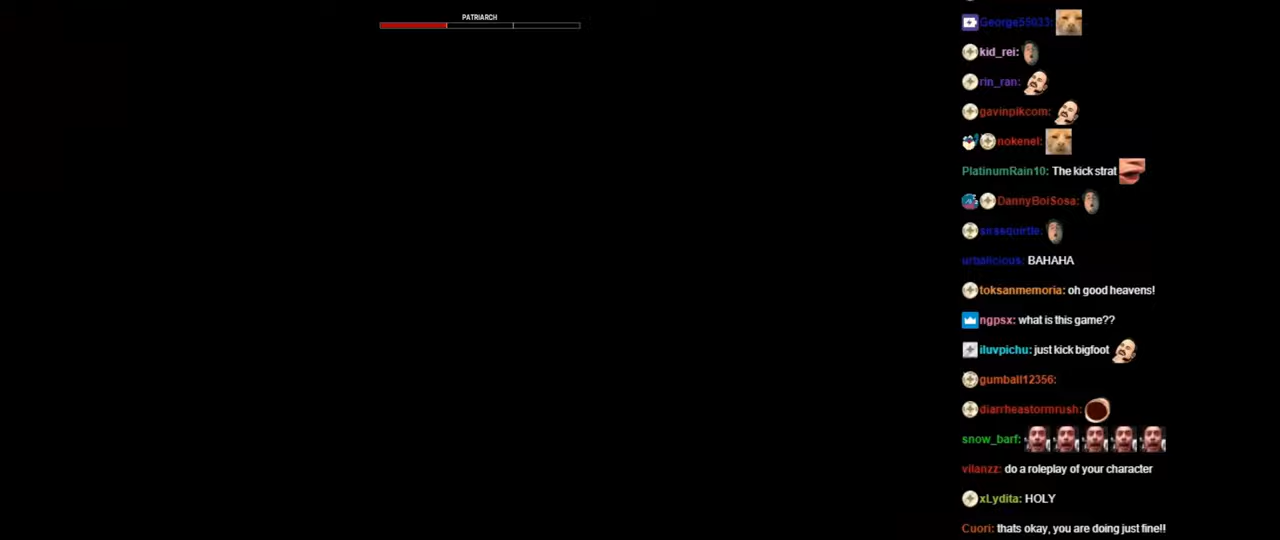 PATRIARCH
George55033:
kid_rei:
rin_ran:
gavinpikcom:
nokenei:
PlatinumRain10: The kick strat
DannyBoiSosa:
sirssquirtle:
urbalicious: BAHAHA
toksanmemoria: oh good heavens!
ngpsx: what is this game??
iluvpichu: just kick bigfoot
gumball12356:
diarrheastormrush:
snow_barf:
vilanzz: do a roleplay of your character
xLydita: HOLY
Cuori: thats okay, you are doing just fine!!